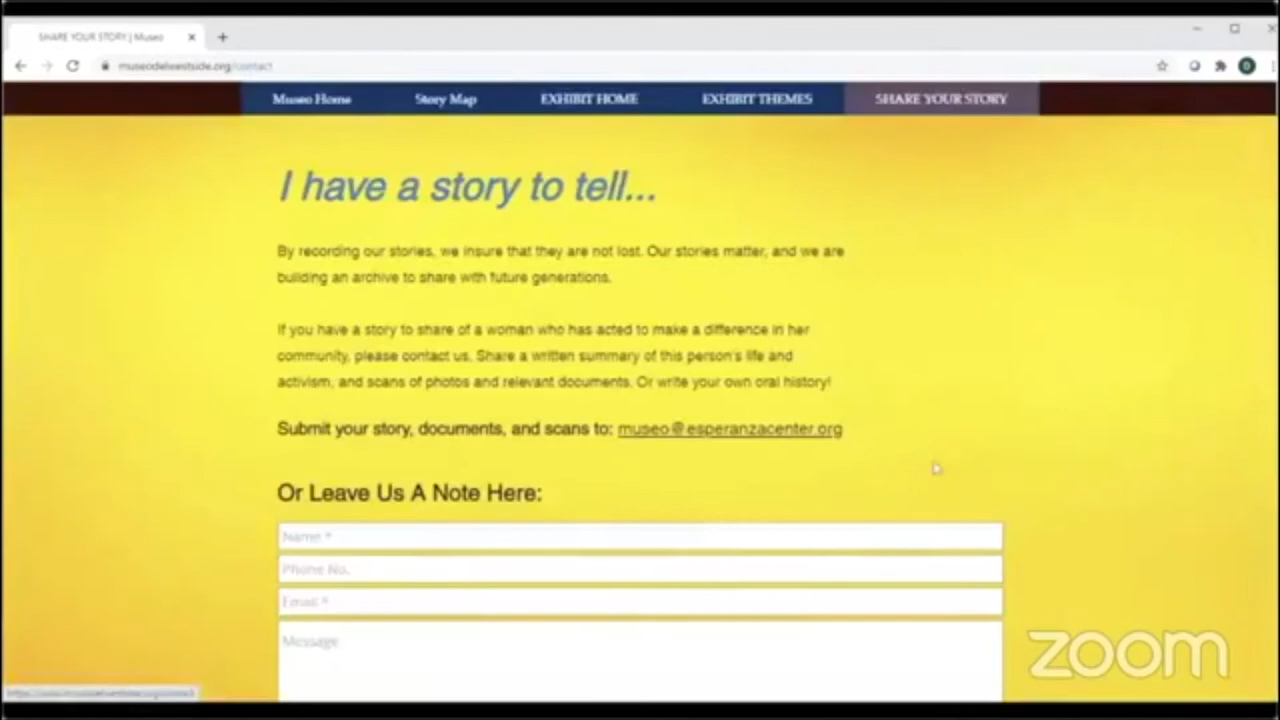 SHARE YOUR STORY | Museo
museodelwestside.org/contact
Museo Home
Story Map
EXHIBIT HOME
EXHIBIT THEMES
SHARE YOUR STORY
I have a story to tell...
By recording our stories, we insure that they are not lost. Our stories matter, and we are
building an archive to share with future generations.
If you have a story to share of a woman who has acted to make a difference in her
community, please contact us. Share a written summary of this person's life and
activism, and scans of photos and relevant documents. Or write your own oral history!
Submit your story, documents, and scans to: museo@esperanzacenter.org
Or Leave Us A Note Here:
Name *
Phone No.
Email *
Message
zoom